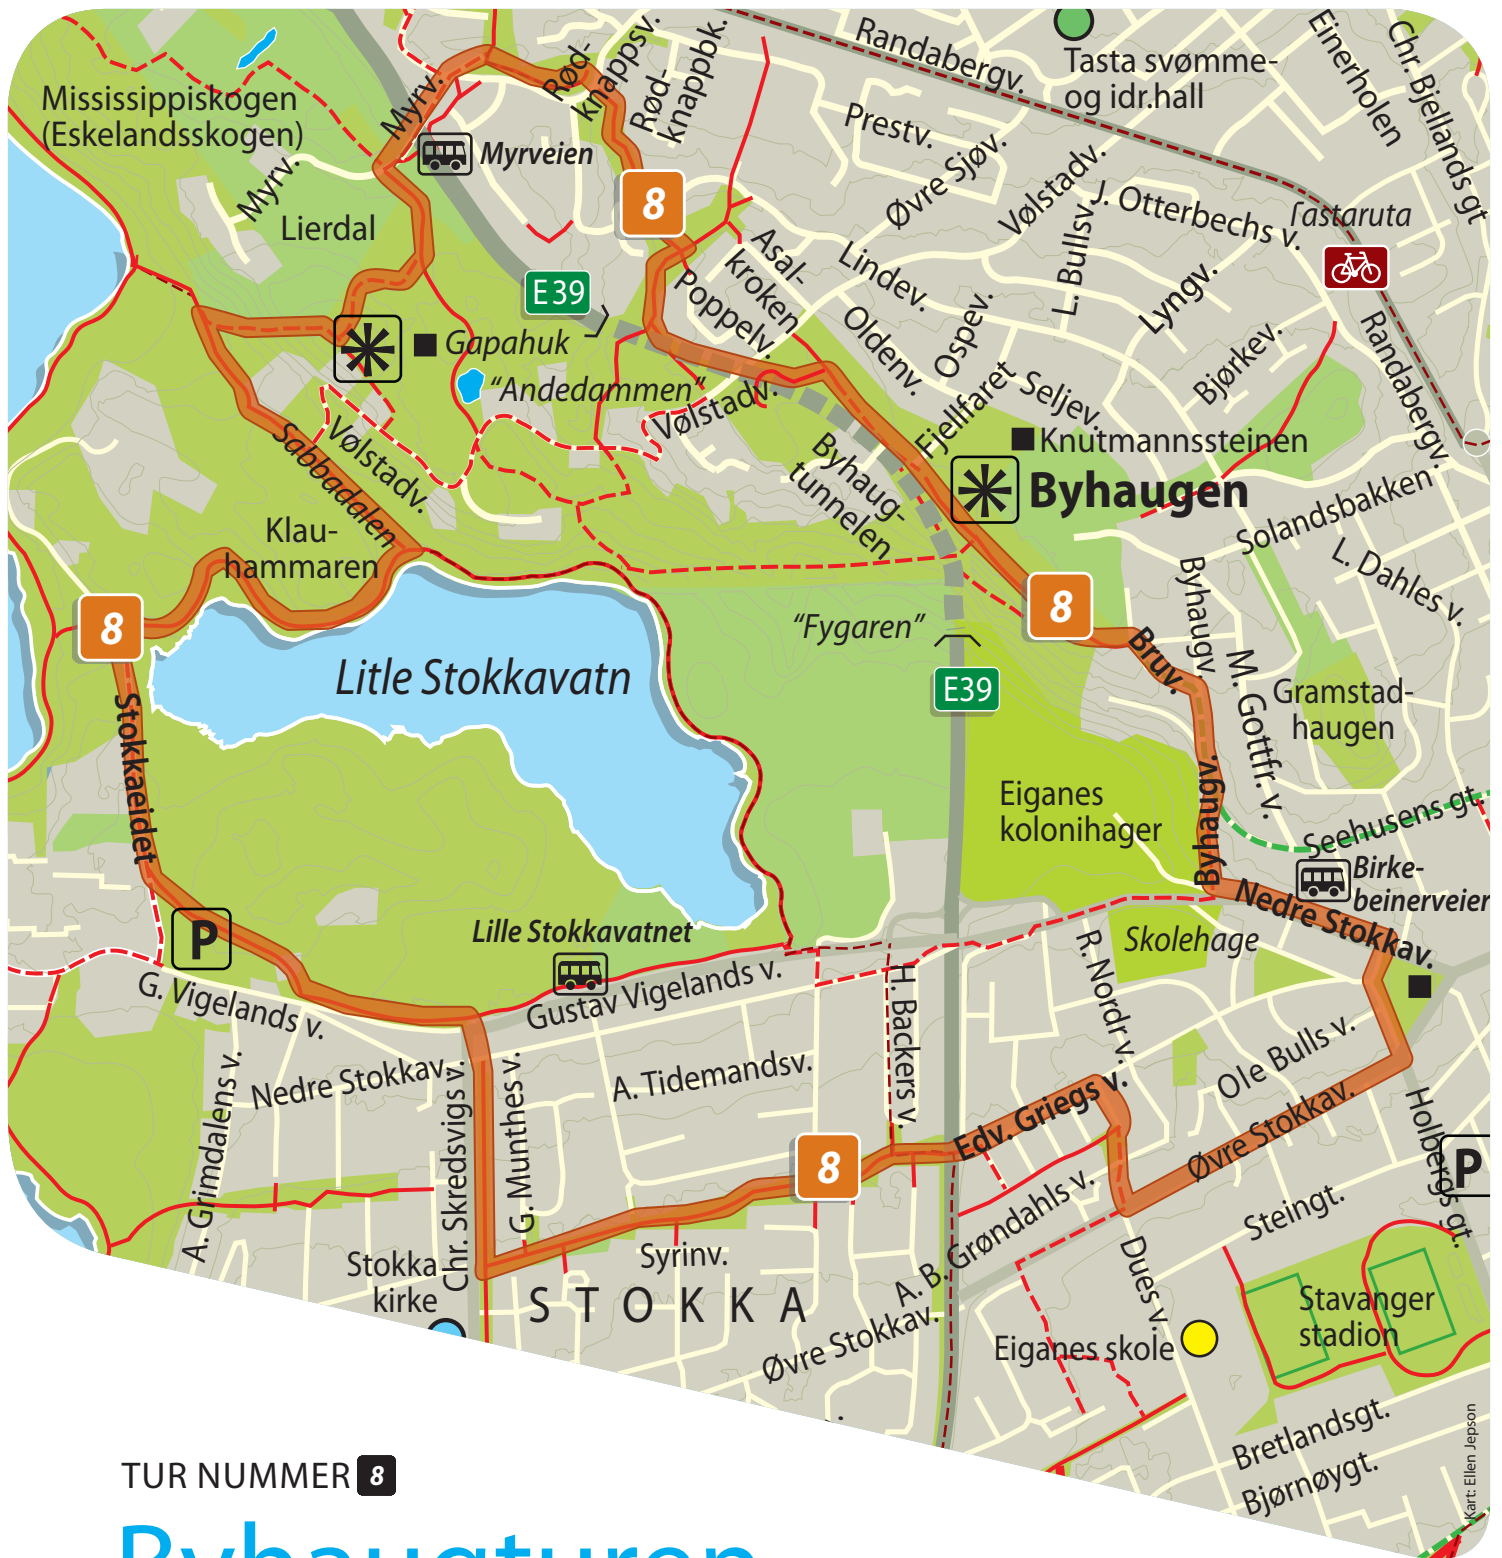 Rød-
knappsv.
Rød-
knappbk.
Randabergv.
Tasta svømme-
og idr.hall
Einerholen
Chr. Bjellands gt
Mississippiskogen
(Eskelandsskogen)
Myrv.
Myrveien
Prestv.
Øvre Sjøv.
Vølstadv.
J. Otterbechs v.
Tastaruta
Myrv.
Lierdal
8
Asal-
kroken
Lindev.
L. Bullsv.
Lyngv.
E39
Poppelv.
Oldenv.
Ospev.
Bjørkev.
Randabergv.
Gapahuk
"Andedammen"
Vølstadv.
Fjellfaret
Seljev.
Knutmannssteinen
Byhaugen
Sabbadalen
Vølstadv.
Byhaug-
tunnelen
Solandsbakken
L. Dahles v.
Klau-
hammaren
8
"Fygaren"
8
Byhaugv.
Bruv.
M. Gottfr. v.
Gramstad-
haugen
Litle Stokkavatn
E39
Stokkaeidet
Eiganes
kolonihager
Byhaugv.
Seehusens gt.
Birke-
beinerveien
Nedre Stokkav.
P
Lille Stokkavatnet
Skolehage
G. Vigelands v.
Gustav Vigelands v.
H. Backers v.
R. Nordr v.
Ole Bulls v.
Nedre Stokkav.
A. Tidemandsv.
A. Grimdalens v.
Chr. Skredsvigs v.
G. Munthes v.
8
Edv. Griegs v.
Øvre Stokkav.
Holbergs gt.
P
A. B. Grøndahls v.
Steingt.
Stokka
kirke
Syrinv.
STOKKA
Øvre Stokkav.
Dues v.
Eiganes skole
Stavanger
stadion
Bretlandsgt.
Bjørnøygt.
Kart: Ellen Jepson
TUR NUMMER 8
Byhaugturen